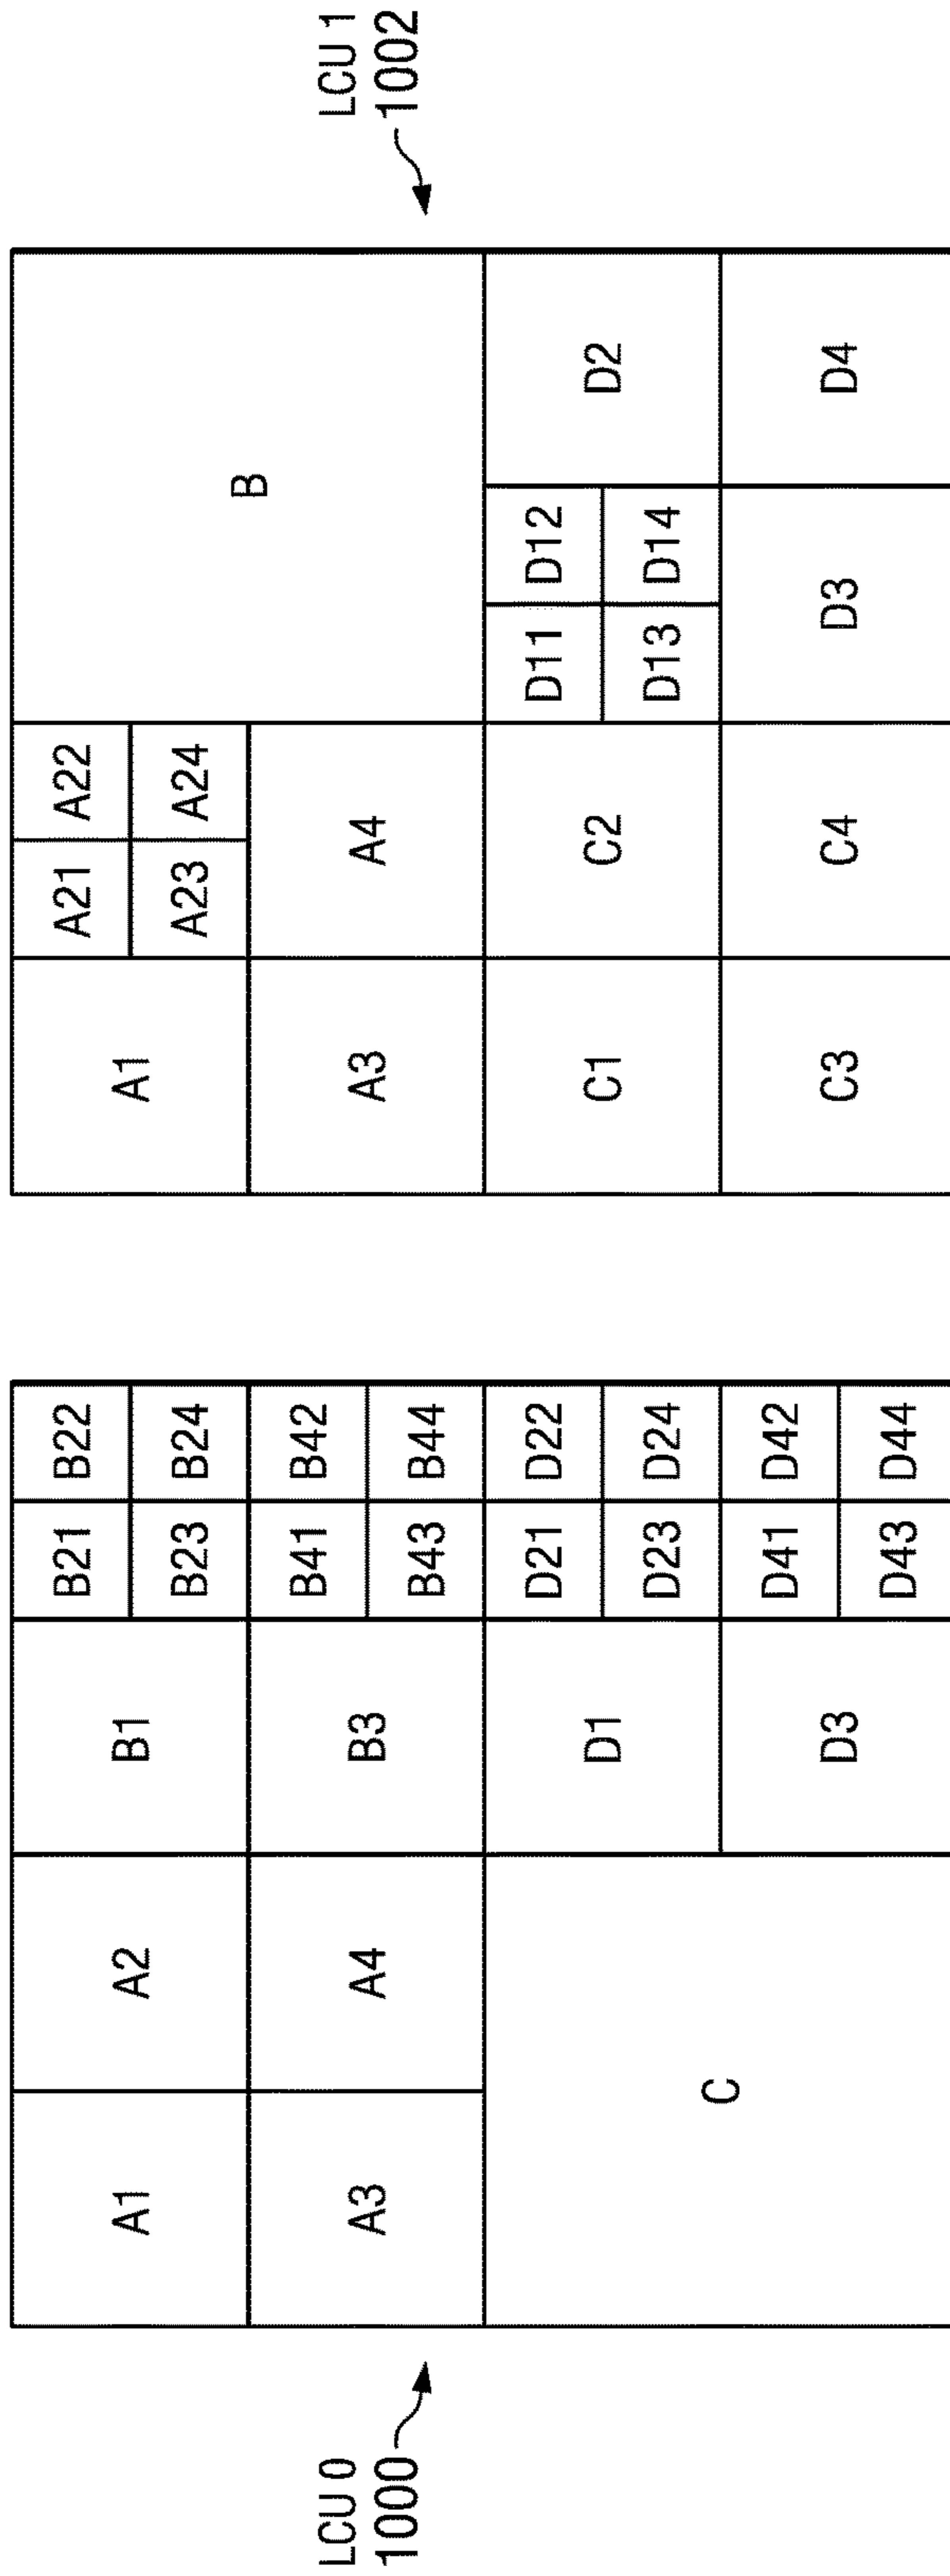 LCU 0
1000
A1
A2
B1
B21
B22
B23
B24
A3
A4
B3
B41
B42
B43
B44
C
D1
D21
D22
D23
D24
D3
D41
D42
D43
D44
LCU 1
1002
A1
A21
A22
A23
A24
B
A3
A4
C1
C2
D11
D12
D13
D14
D2
C3
C4
D3
D4